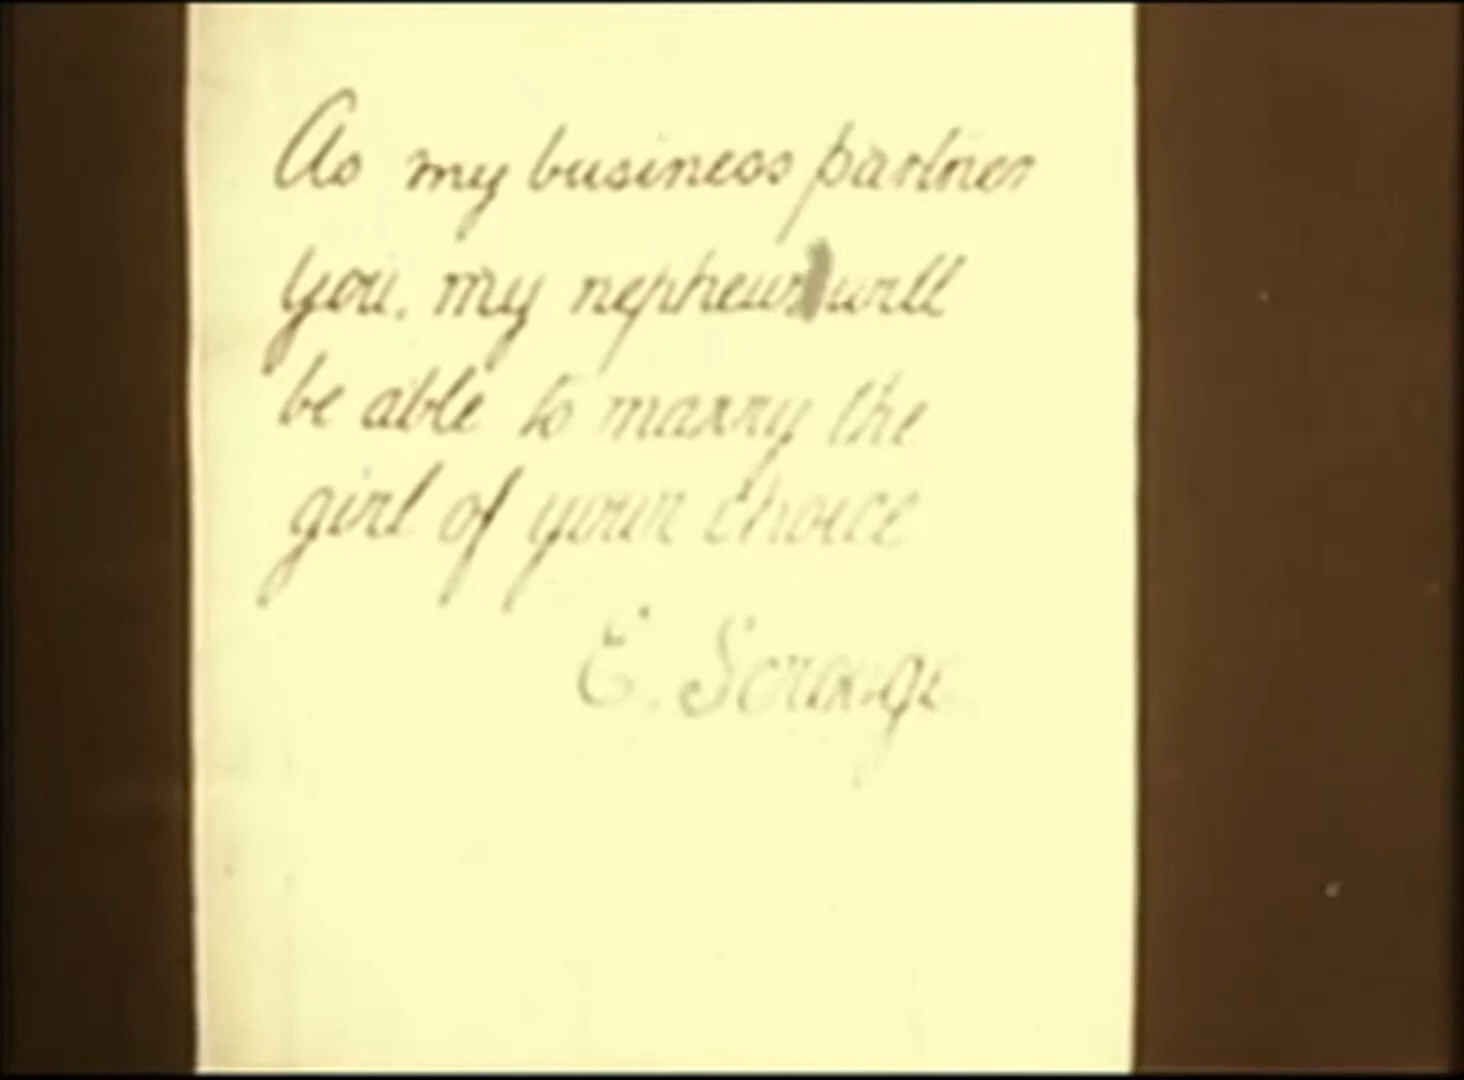 As my business partner
you, my nephew will
be able to marry the
girl of your choice
E. Scrooge